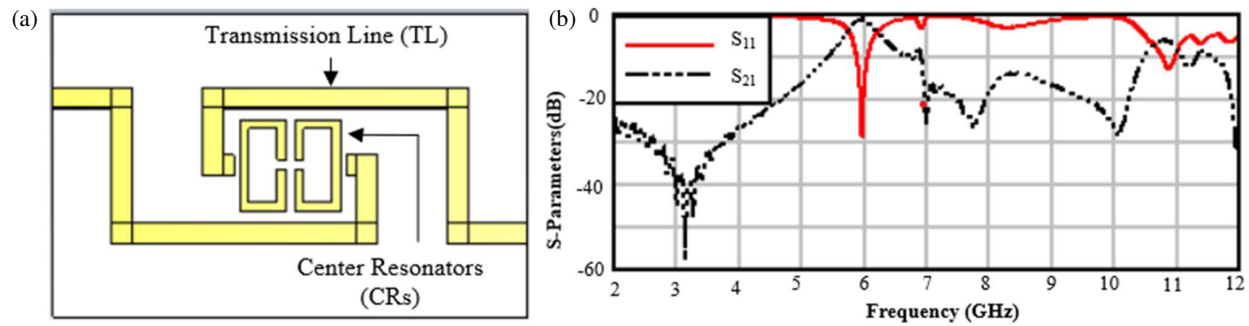 (a)
Transmission Line (TL)
Center Resonators
(CRs)
(b)
S-Parameters(dB)
0
-20
-40
-60
S11
S21
2 3 4 5 6 7 8 9 10 11 12
Frequency (GHz)